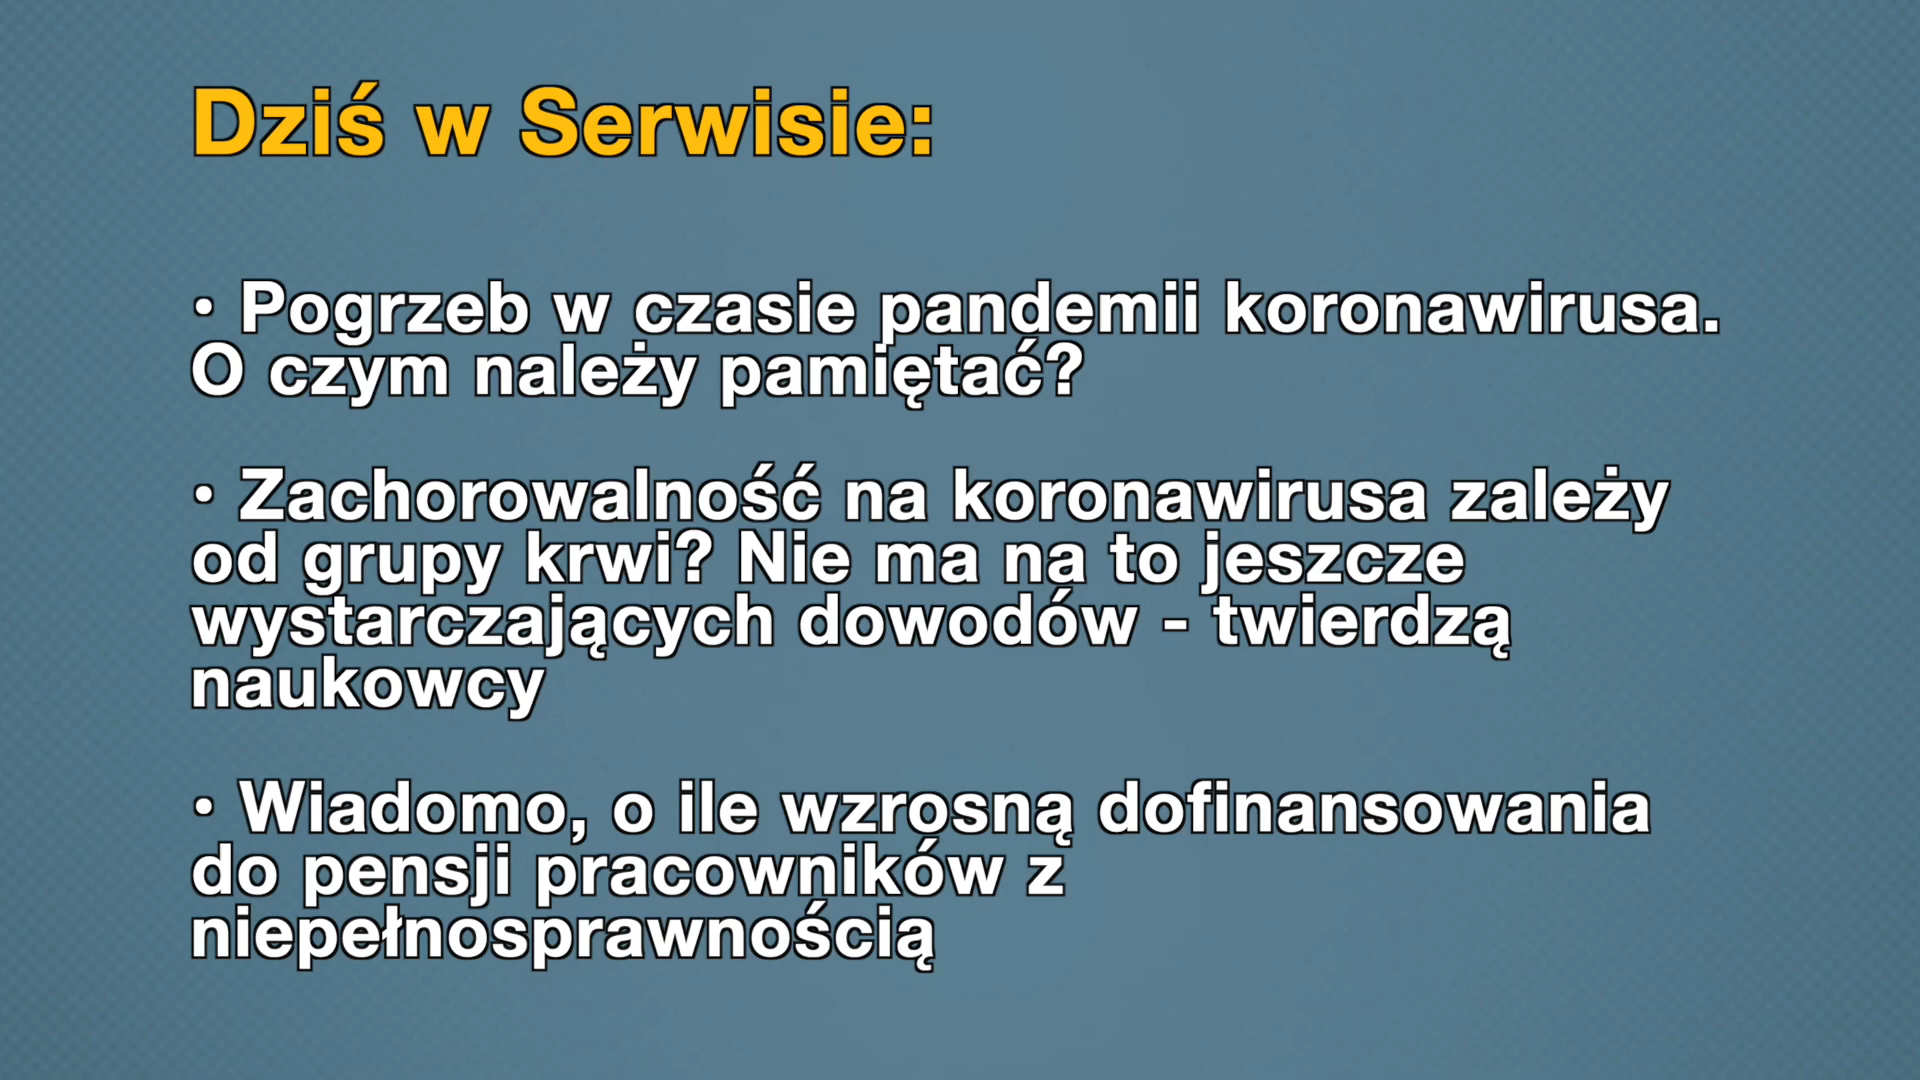 Dziś w Serwisie:
• Pogrzeb w czasie pandemii koronawirusa.
O czym należy pamiętać?
• Zachorowalność na koronawirusa zależy
od grupy krwi? Nie ma na to jeszcze
wystarczających dowodów - twierdzą
naukowcy
• Wiadomo, o ile wzrosną dofinansowania
do pensji pracowników z
niepełnosprawnością